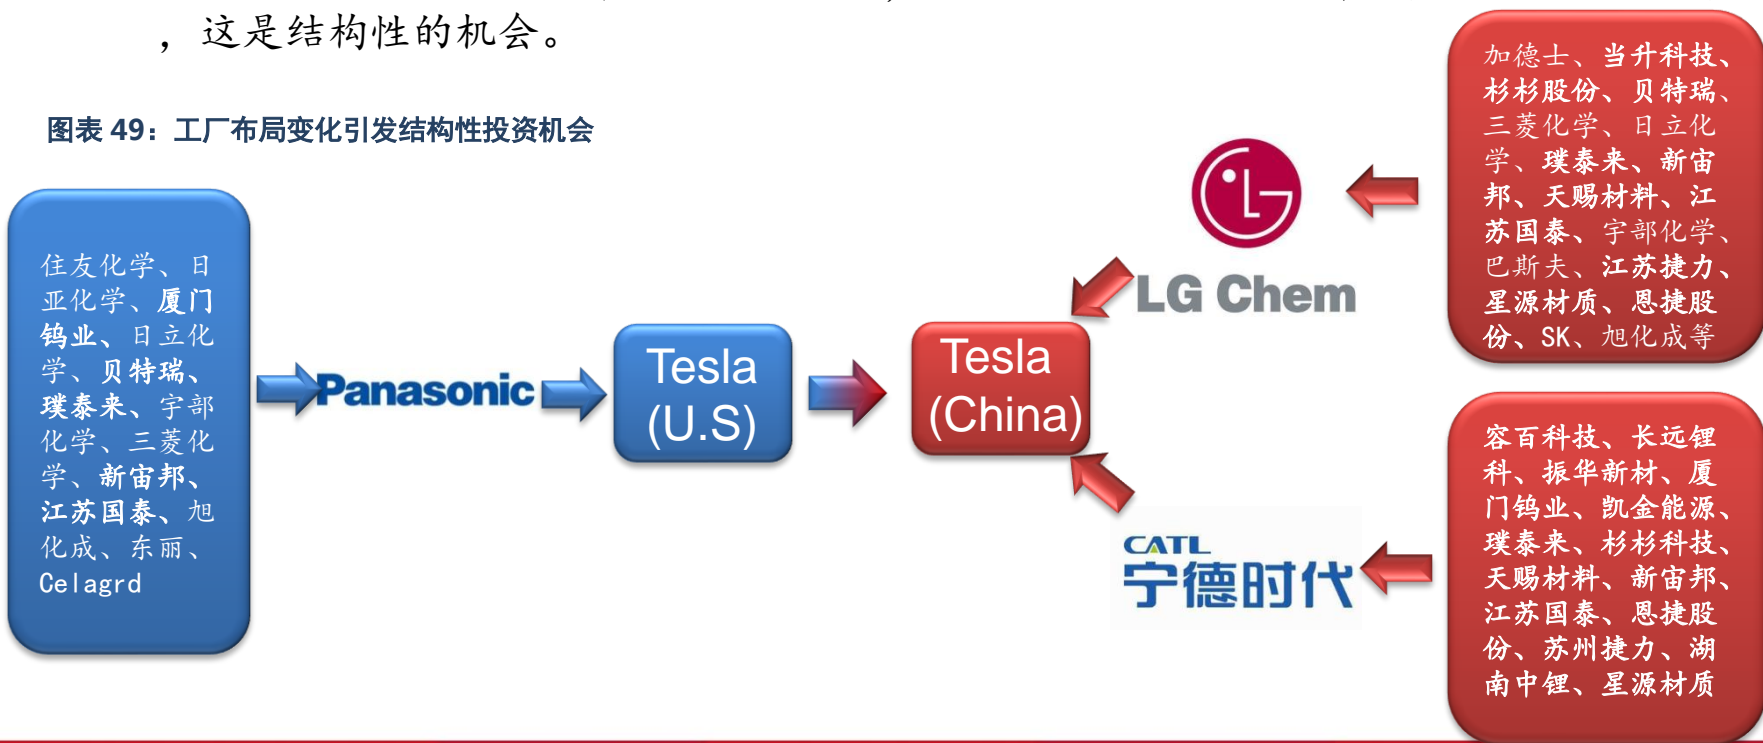 ，这是结构性的机会。
图表 49：工厂布局变化引发结构性投资机会
住友化学、日
亚化学、厦门
钨业、日立化
学、贝特瑞、
璞泰来、宇部
化学、三菱化
学、新宙邦、
江苏国泰、旭
化成、东丽、
Celagrd
Panasonic
Tesla
(U.S)
Tesla
(China)
LG
LG Chem
CATL
宁德时代
加德士、当升科技、
杉杉股份、贝特瑞、
三菱化学、日立化
学、璞泰来、新宙
邦、天赐材料、江
苏国泰、宇部化学、
巴斯夫、江苏捷力、
星源材质、恩捷股
份、SK、旭化成等
容百科技、长远锂
科、振华新材、厦
门钨业、凯金能源、
璞泰来、杉杉科技、
天赐材料、新宙邦、
江苏国泰、恩捷股
份、苏州捷力、湖
南中锂、星源材质